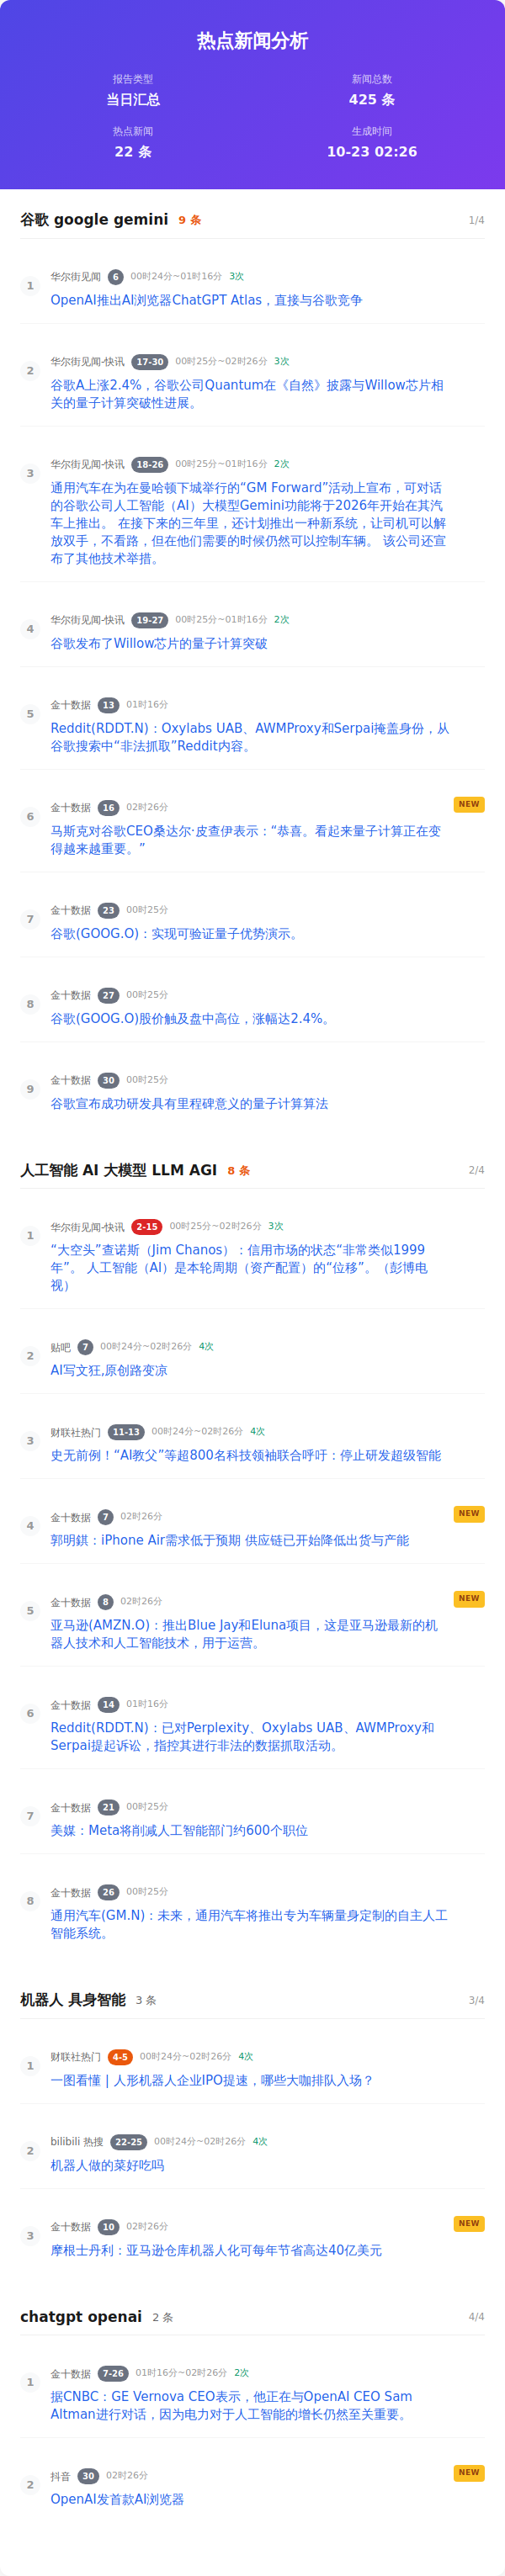 热点新闻分析
报告类型
新闻总数
当日汇总
425 条
热点新闻
生成时间
22 条
10-23 02:26
谷歌 google gemini 9 条 1/4
1
华尔街见闻 6 00时24分~01时16分 3次
OpenAI推出AI浏览器ChatGPT Atlas，直接与谷歌竞争
2
华尔街见闻-快讯 17-30 00时25分~02时26分 3次
谷歌A上涨2.4%，谷歌公司Quantum在《自然》披露与Willow芯片相
关的量子计算突破性进展。
3
华尔街见闻-快讯 18-26 00时25分~01时16分 2次
通用汽车在为在曼哈顿下城举行的“GM Forward”活动上宣布，可对话
的谷歌公司人工智能（AI）大模型Gemini功能将于2026年开始在其汽
车上推出。 在接下来的三年里，还计划推出一种新系统，让司机可以解
放双手，不看路，但在他们需要的时候仍然可以控制车辆。 该公司还宣
布了其他技术举措。
4
华尔街见闻-快讯 19-27 00时25分~01时16分 2次
谷歌发布了Willow芯片的量子计算突破
5
金十数据 13 01时16分
Reddit(RDDT.N)：Oxylabs UAB、AWMProxy和Serpai掩盖身份，从
谷歌搜索中“非法抓取”Reddit内容。
6
金十数据 16 02时26分 NEW
马斯克对谷歌CEO桑达尔·皮查伊表示：“恭喜。看起来量子计算正在变
得越来越重要。”
7
金十数据 23 00时25分
谷歌(GOOG.O)：实现可验证量子优势演示。
8
金十数据 27 00时25分
谷歌(GOOG.O)股价触及盘中高位，涨幅达2.4%。
9
金十数据 30 00时25分
谷歌宣布成功研发具有里程碑意义的量子计算算法
人工智能 AI 大模型 LLM AGI 8 条 2/4
1
华尔街见闻-快讯 2-15 00时25分~02时26分 3次
“大空头”查诺斯（Jim Chanos）：信用市场的状态“非常类似1999
年”。 人工智能（AI）是本轮周期（资产配置）的“位移”。（彭博电
视）
2
贴吧 7 00时24分~02时26分 4次
AI写文狂,原创路变凉
3
财联社热门 11-13 00时24分~02时26分 4次
史无前例！“AI教父”等超800名科技领袖联合呼吁：停止研发超级智能
4
金十数据 7 02时26分 NEW
郭明錤：iPhone Air需求低于预期 供应链已开始降低出货与产能
5
金十数据 8 02时26分 NEW
亚马逊(AMZN.O)：推出Blue Jay和Eluna项目，这是亚马逊最新的机
器人技术和人工智能技术，用于运营。
6
金十数据 14 01时16分
Reddit(RDDT.N)：已对Perplexity、Oxylabs UAB、AWMProxy和
Serpai提起诉讼，指控其进行非法的数据抓取活动。
7
金十数据 21 00时25分
美媒：Meta将削减人工智能部门约600个职位
8
金十数据 26 00时25分
通用汽车(GM.N)：未来，通用汽车将推出专为车辆量身定制的自主人工
智能系统。
机器人 具身智能 3 条 3/4
1
财联社热门 4-5 00时24分~02时26分 4次
一图看懂 | 人形机器人企业IPO提速，哪些大咖排队入场？
2
bilibili 热搜 22-25 00时24分~02时26分 4次
机器人做的菜好吃吗
3
金十数据 10 02时26分 NEW
摩根士丹利：亚马逊仓库机器人化可每年节省高达40亿美元
chatgpt openai 2 条 4/4
1
金十数据 7-26 01时16分~02时26分 2次
据CNBC：GE Vernova CEO表示，他正在与OpenAI CEO Sam
Altman进行对话，因为电力对于人工智能的增长仍然至关重要。
2
抖音 30 02时26分 NEW
OpenAI发首款AI浏览器